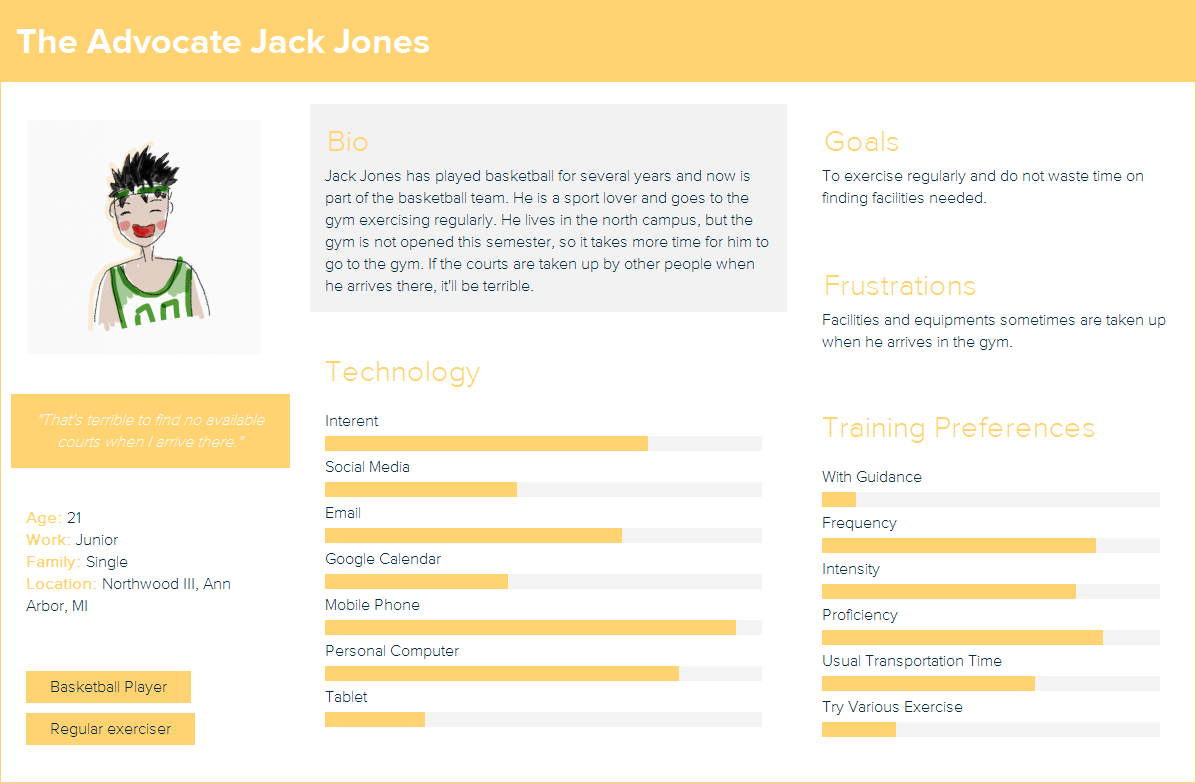 The Advocate Jack Jones
"That's terrible to find no available
courts when I arrive there."
Age: 21
Work: Junior
Family: Single
Location: Northwood III, Ann
Arbor, MI
Basketball Player
Regular exerciser
Bio
Jack Jones has played basketball for several years and now is
part of the basketball team. He is a sport lover and goes to the
gym exercising regularly. He lives in the north campus, but the
gym is not opened this semester, so it takes more time for him to
go to the gym. If the courts are taken up by other people when
he arrives there, it'll be terrible.
Technology
Interent
Social Media
Email
Google Calendar
Mobile Phone
Personal Computer
Tablet
Goals
To exercise regularly and do not waste time on
finding facilities needed.
Frustrations
Facilities and equipments sometimes are taken up
when he arrives in the gym.
Training Preferences
With Guidance
Frequency
Intensity
Proficiency
Usual Transportation Time
Try Various Exercise